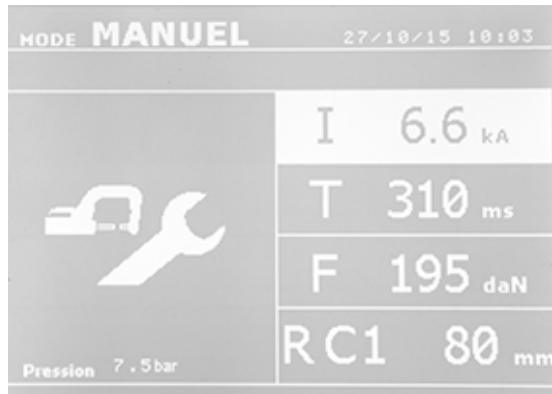 MODE MANUEL 27/10/15 10:03
I 6.6 kA
T 310 ms
F 195 daN
RC1 80 mm
Pression 7.5bar